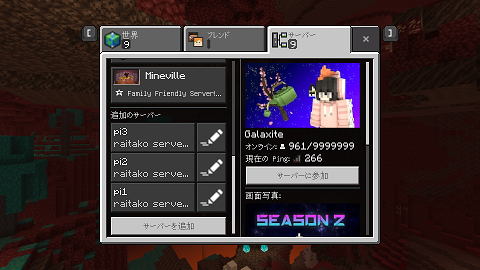 世界
9
フレンド
サーバー
9
Mineville
Family Friendly Server!...
追加のサーバー
pi3
raitako serve...
pi2
raitako serve...
pi1
raitako serve...
サーバーを追加
Galaxite
オンライン: 961/9999999
現在の Ping: 266
サーバーに参加
画面写真:
SEASON 2